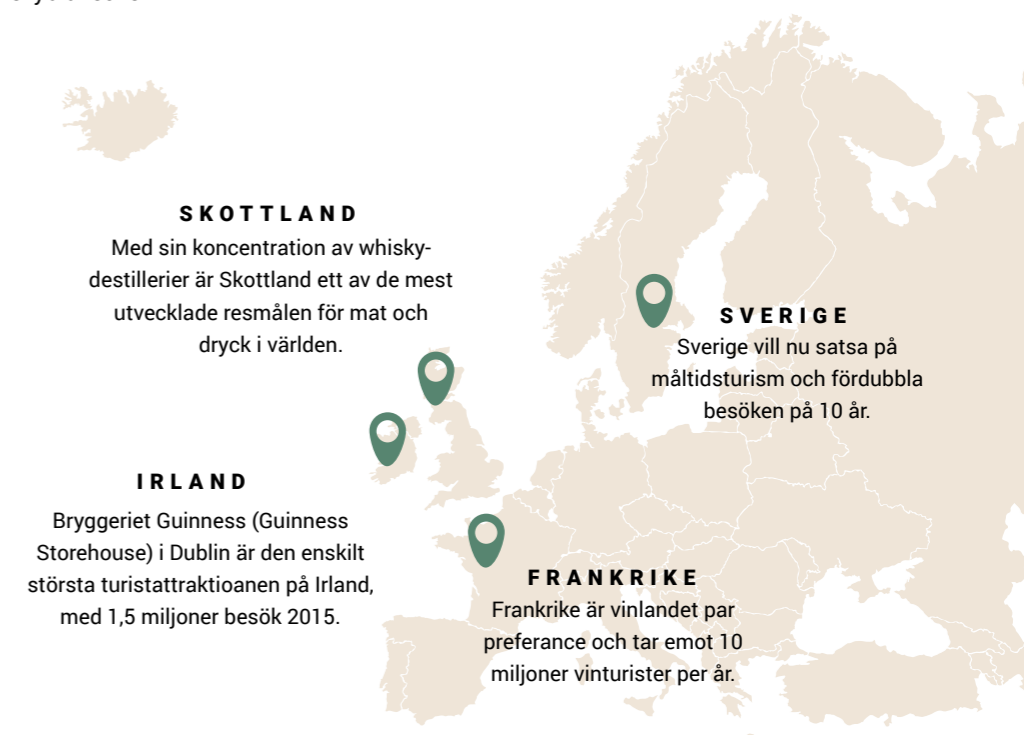 SKOTTLAND
Med sin koncentration av whisky-
destillerier är Skottland ett av de mest
utvecklade resmålen för mat och
dryck i världen.
SVERIGE
Sverige vill nu satsa på
måltidsturism och fördubbla
besöken på 10 år.
IRLAND
Bryggeriet Guinness (Guinness
Storehouse) i Dublin är den enskilt
största turistattraktioanen på Irland,
med 1,5 miljoner besök 2015.
FRANKRIKE
Frankrike är vinlandet par
preferance och tar emot 10
miljoner vinturister per år.